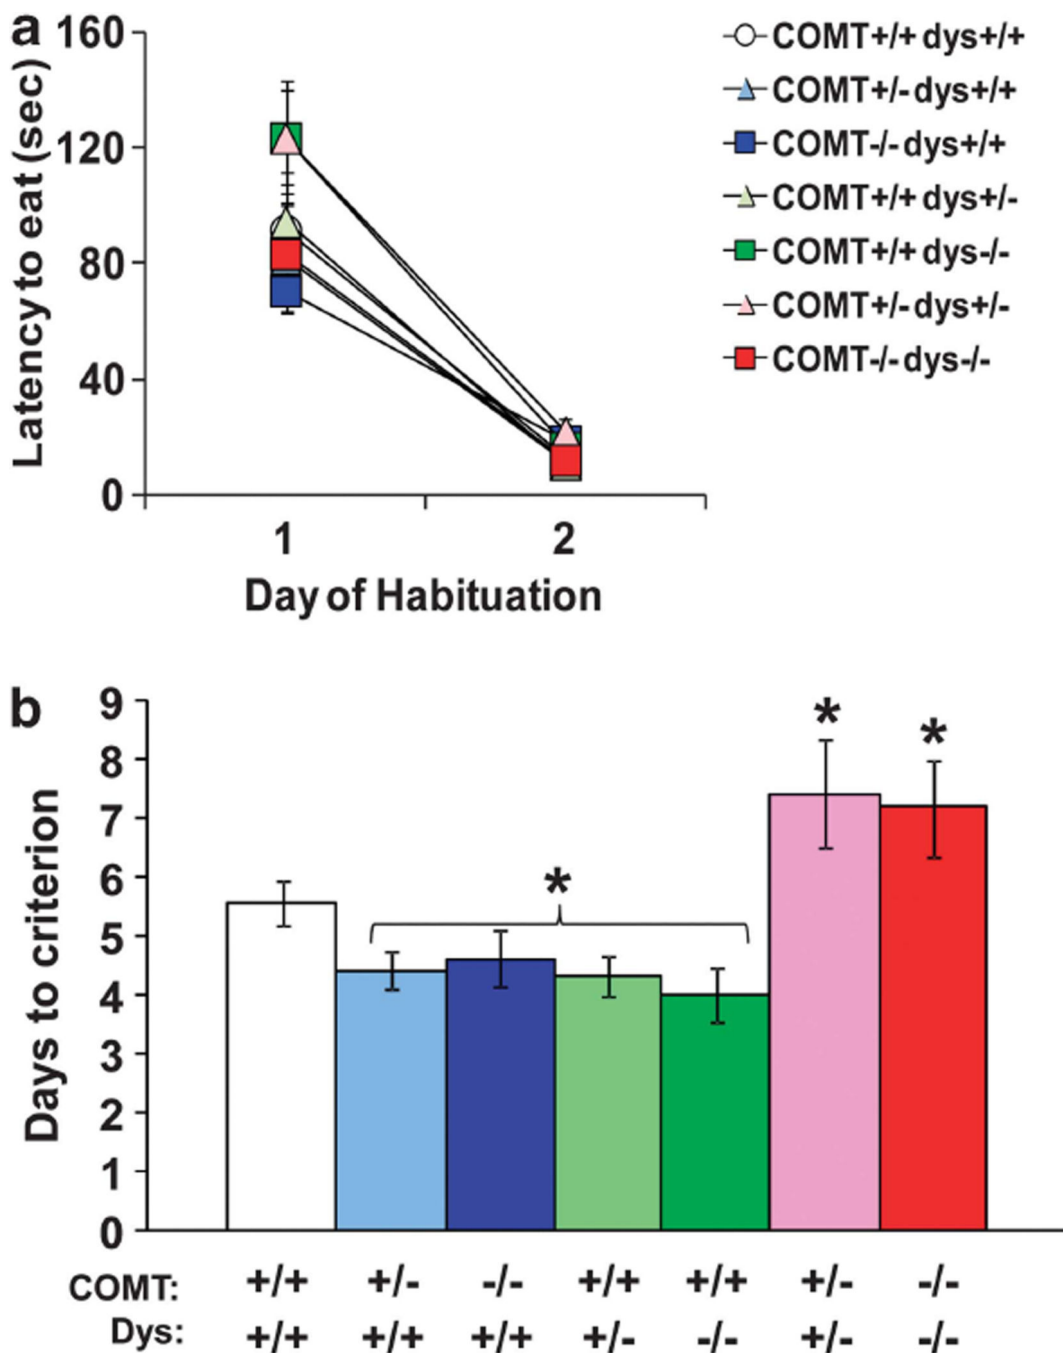 a
Latency to eat (sec)
160
120
80
40
0
1
2
Day of Habituation
COMT+/+ dys+/+
COMT+/- dys+/+
COMT-/- dys+/+
COMT+/+ dys+/-
COMT+/+ dys-/-
COMT+/- dys+/-
COMT-/- dys-/-
b
Days to criterion
9
8
7
6
5
4
3
2
1
0
*
*
*
COMT: +/+ +/- -/- +/+ +/+ +/- -/-
Dys: +/+ +/+ +/+ +/- -/- +/- -/-